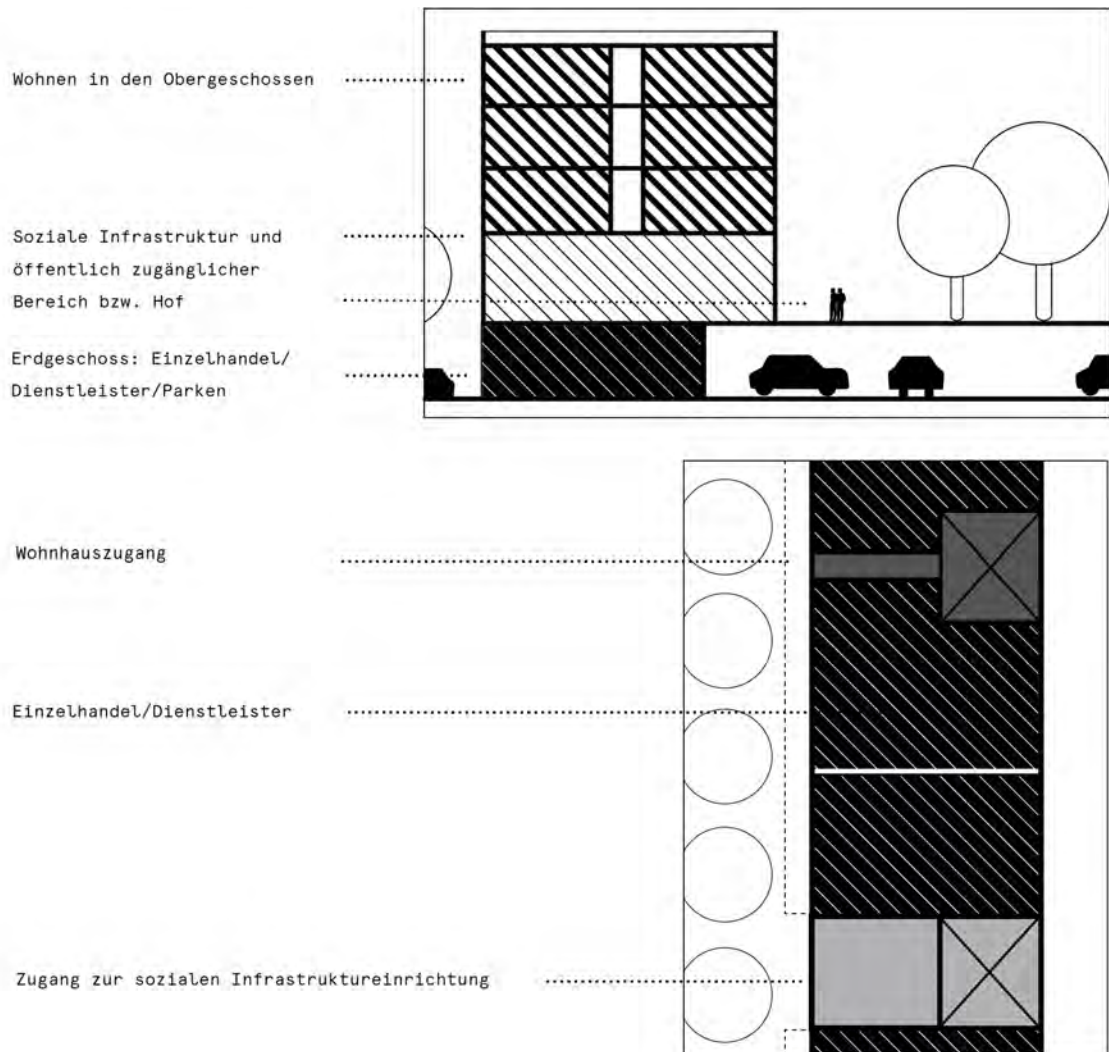 Wohnen in den Obergeschossen
Soziale Infrastruktur und
öffentlich zugänglicher
Bereich bzw. Hof
Erdgeschoss: Einzelhandel/
Dienstleister/Parken
Wohnhauszugang
Einzelhandel/Dienstleister
Zugang zur sozialen Infrastruktureinrichtung